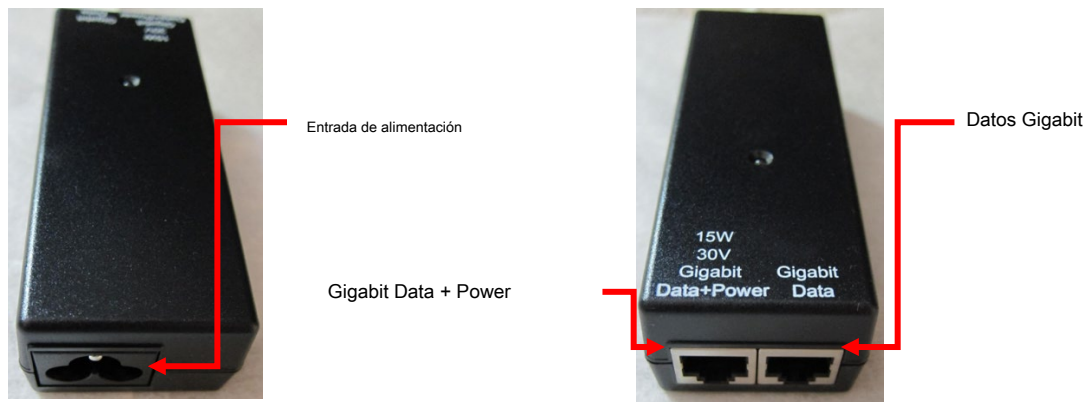 Entrada de alimentación
Datos Gigabit
Gigabit Data + Power
15W
30V
Gigabit
Data+Power
Gigabit
Data